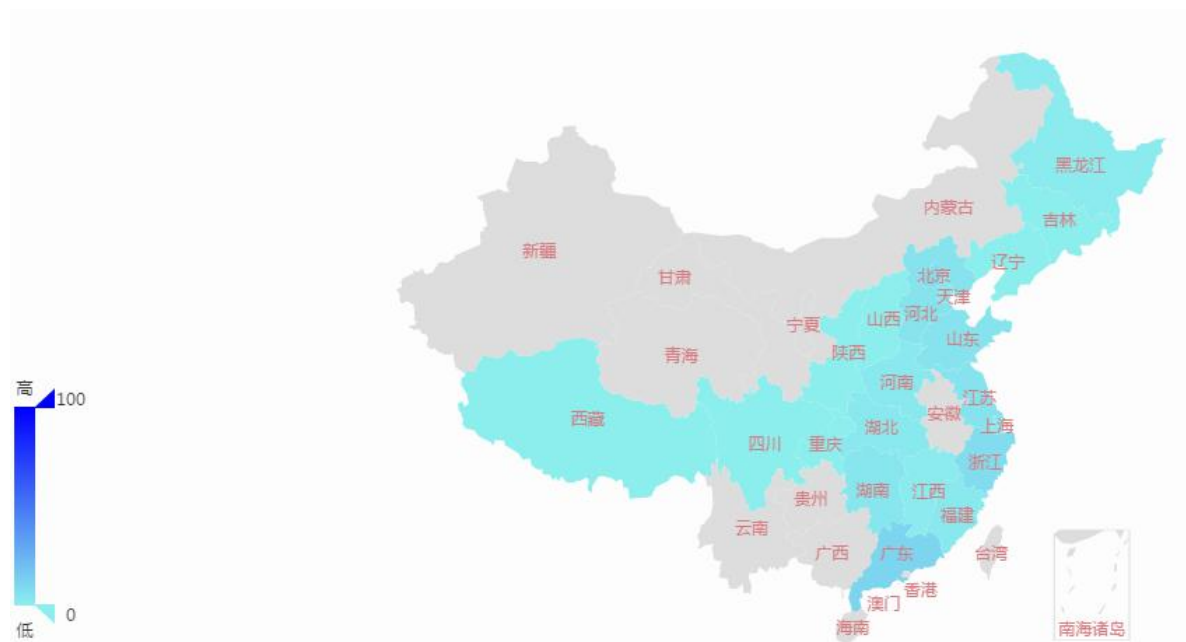 黑龙江
内蒙古
吉林
新疆
辽宁
北京
甘肃
天津
宁夏
山西
河北
山东
青海
陕西
高
100
河南
江苏
西藏
安徽
湖北
上海
四川
重庆
浙江
湖南
江西
贵州
福建
云南
广西
广东
台湾
香港
澳门
0
低
海南
南海诸岛